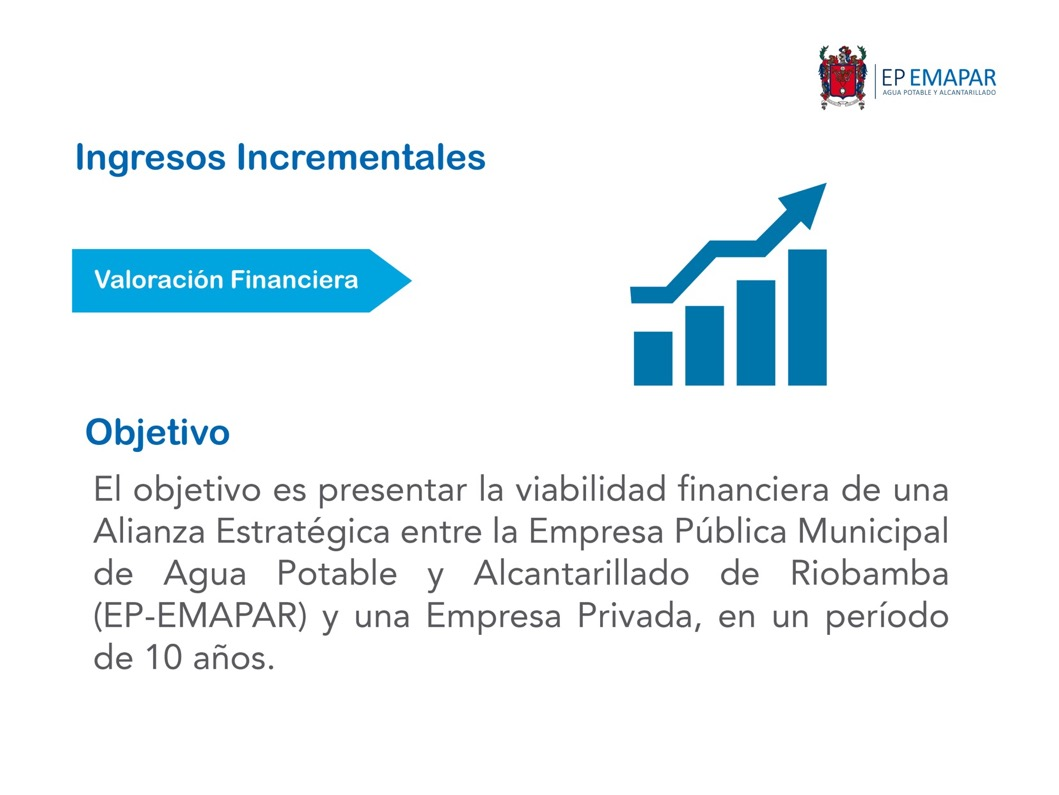 EP EMAPAR
AGUA POTABLE Y ALCANTARILLADO
Ingresos Incrementales
Valoración Financiera
Objetivo
El objetivo es presentar la viabilidad financiera de una
Alianza Estratégica entre la Empresa Pública Municipal
de Agua Potable y Alcantarillado de Riobamba
(EP-EMAPAR) y una Empresa Privada, en un período
de 10 años.